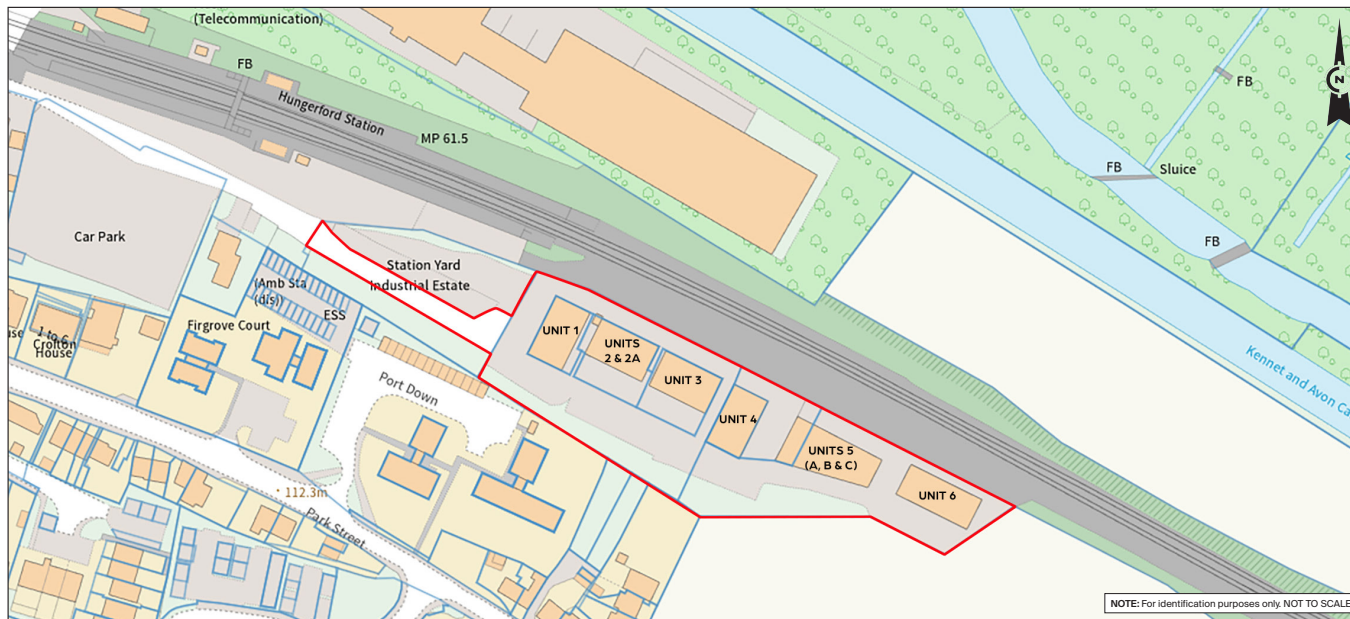 (Telecommunication)
FB
Hungerford Station
MP 61.5
N
FB
FB
Sluice
FB
Car Park
Station Yard
Industrial Estate
(Amb Sta
(dis))
ESS
Firgrove Court
1 to 6
Crofton
House
UNIT 1
UNITS
2 & 2A
UNIT 3
UNIT 4
UNITS 5
(A, B & C)
UNIT 6
Port Down
Kennet and Avon Ca
112.3m
Park Street
NOTE: For identification purposes only. NOT TO SCALE